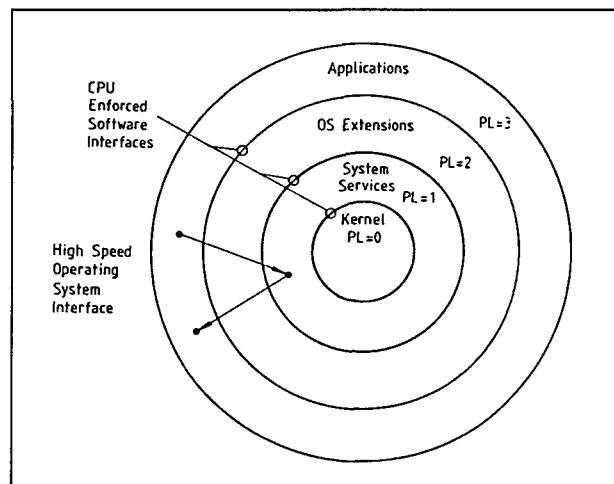 Applications
CPU
Enforced
Software
Interfaces
OS Extensions
PL=3
PL=2
System
Services
PL=1
Kernel
PL=0
High Speed
Operating
System
Interface